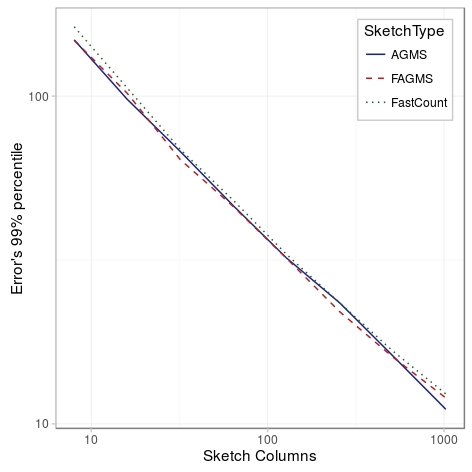 SketchType
AGMS
FAGMS
FastCount
100
10
Error's 99% percentile
10
100
1000
Sketch Columns